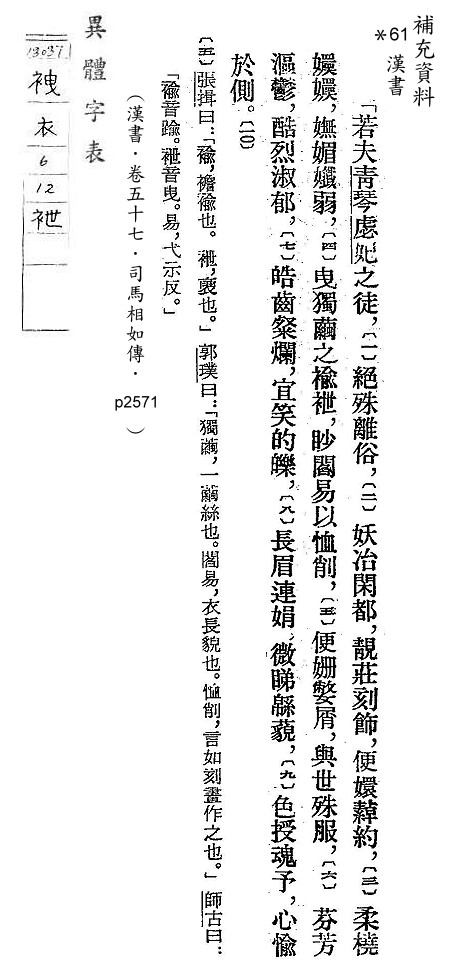 補充資料
*61 漢書
「若夫青琴虙妃之徒，〔一〕絕殊離俗，〔二〕妖冶閑都，靚莊刻飾，便嬛繛約，〔三〕柔橈
嬽嬽，嫵媚孅弱，〔四〕曳獨繭之褕袣，眇閻易以恤削，〔五〕便姍嫳屑，與世殊服，〔六〕芬芳
漚鬱，酷烈淑郁，〔七〕皓齒粲爛，宜笑的皪，〔八〕長眉連娟，微睇緜藐，〔九〕色授魂予，心愉
於側。〔一〇〕
〔五〕張揖曰：「褕，襜褕也。袣，褎也。」郭璞曰：「獨繭，一繭絲也。閻易，衣長貌也。恤削，言如刻畫作之也。」師古曰：
「褕音踰。袣音曳。易，弋示反。」
（漢書．卷五十七．司馬相如傳． p2571 ）
異體字表
13037
袣
衣
6
12
袣